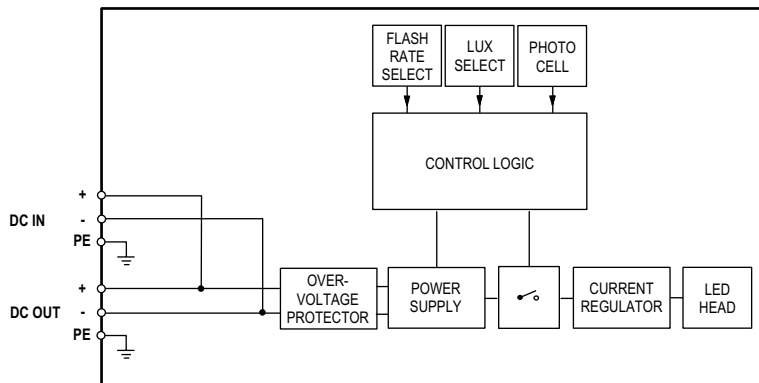 FLASH
RATE
SELECT
LUX
SELECT
PHOTO
CELL
CONTROL LOGIC
+
DC IN -
PE
+
DC OUT -
PE
OVER-
VOLTAGE
PROTECTOR
POWER
SUPPLY
CURRENT
REGULATOR
LED
HEAD